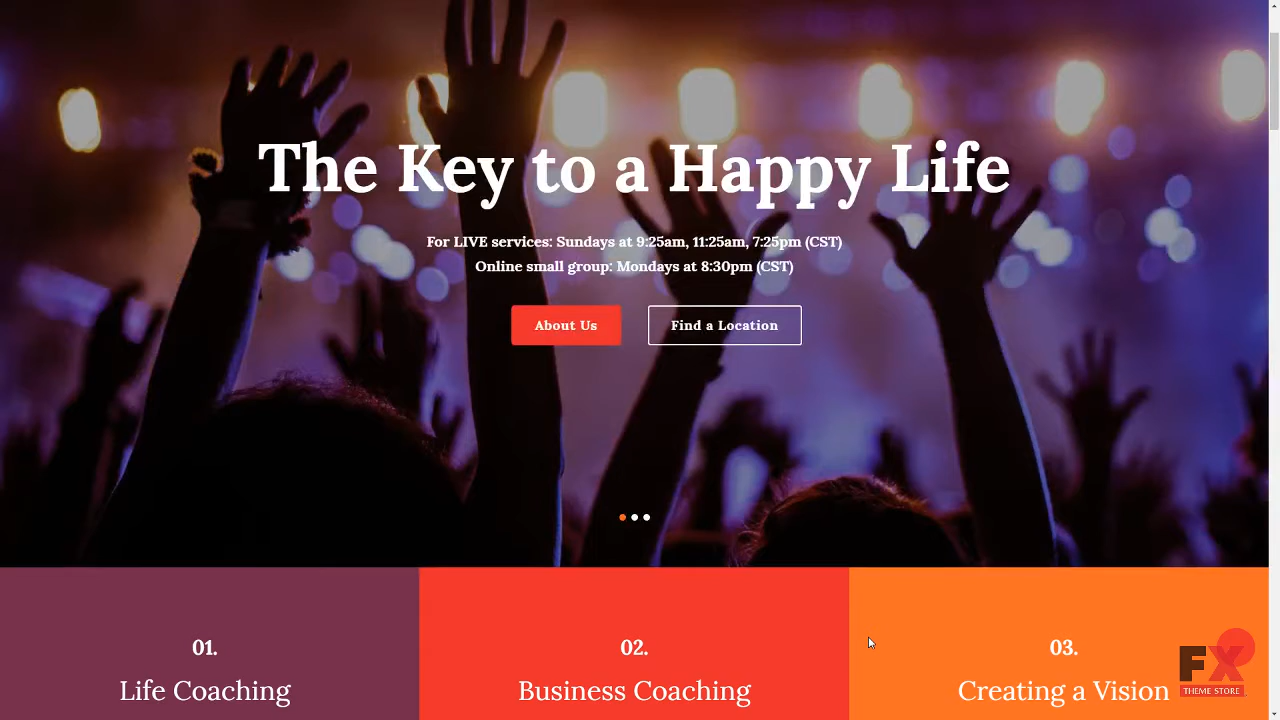 The Key to a Happy Life
For LIVE services: Sundays at 9:25am, 11:25am, 7:25pm (CST)
Online small group: Mondays at 8:30pm (CST)
About Us
Find a Location
01.
Life Coaching
02.
Business Coaching
03.
Creating a Vision
FX
THEME STORE